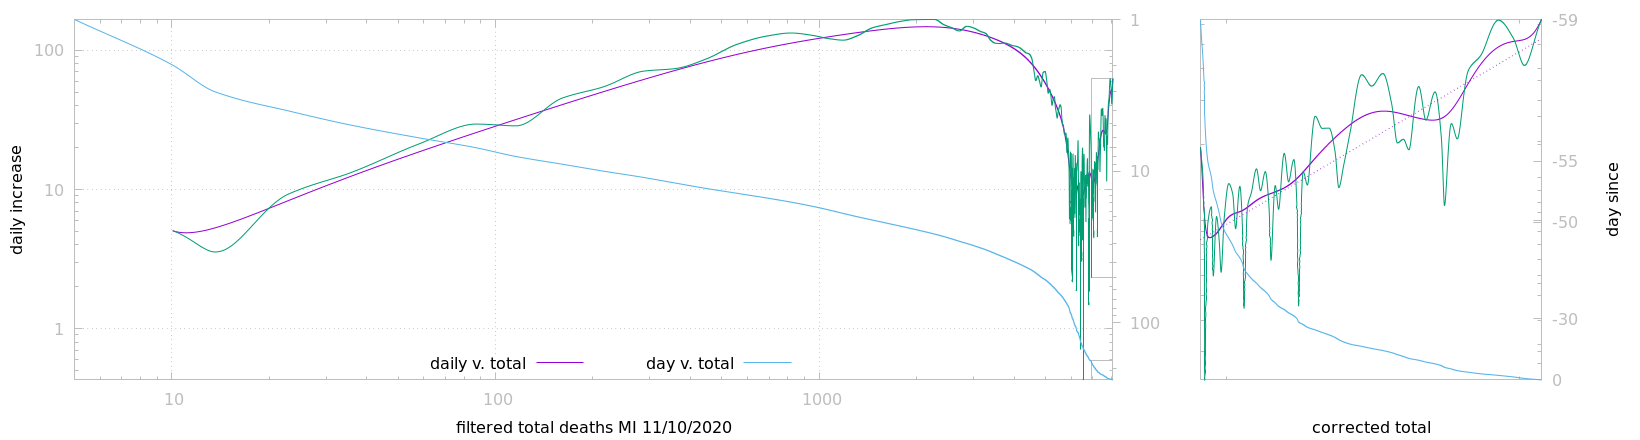 daily increase
100
10
1
daily v. total
day v. total
10
100
1000
filtered total deaths MI 11/10/2020
1
10
100
-59
-55
-50
-30
0
day since
corrected total